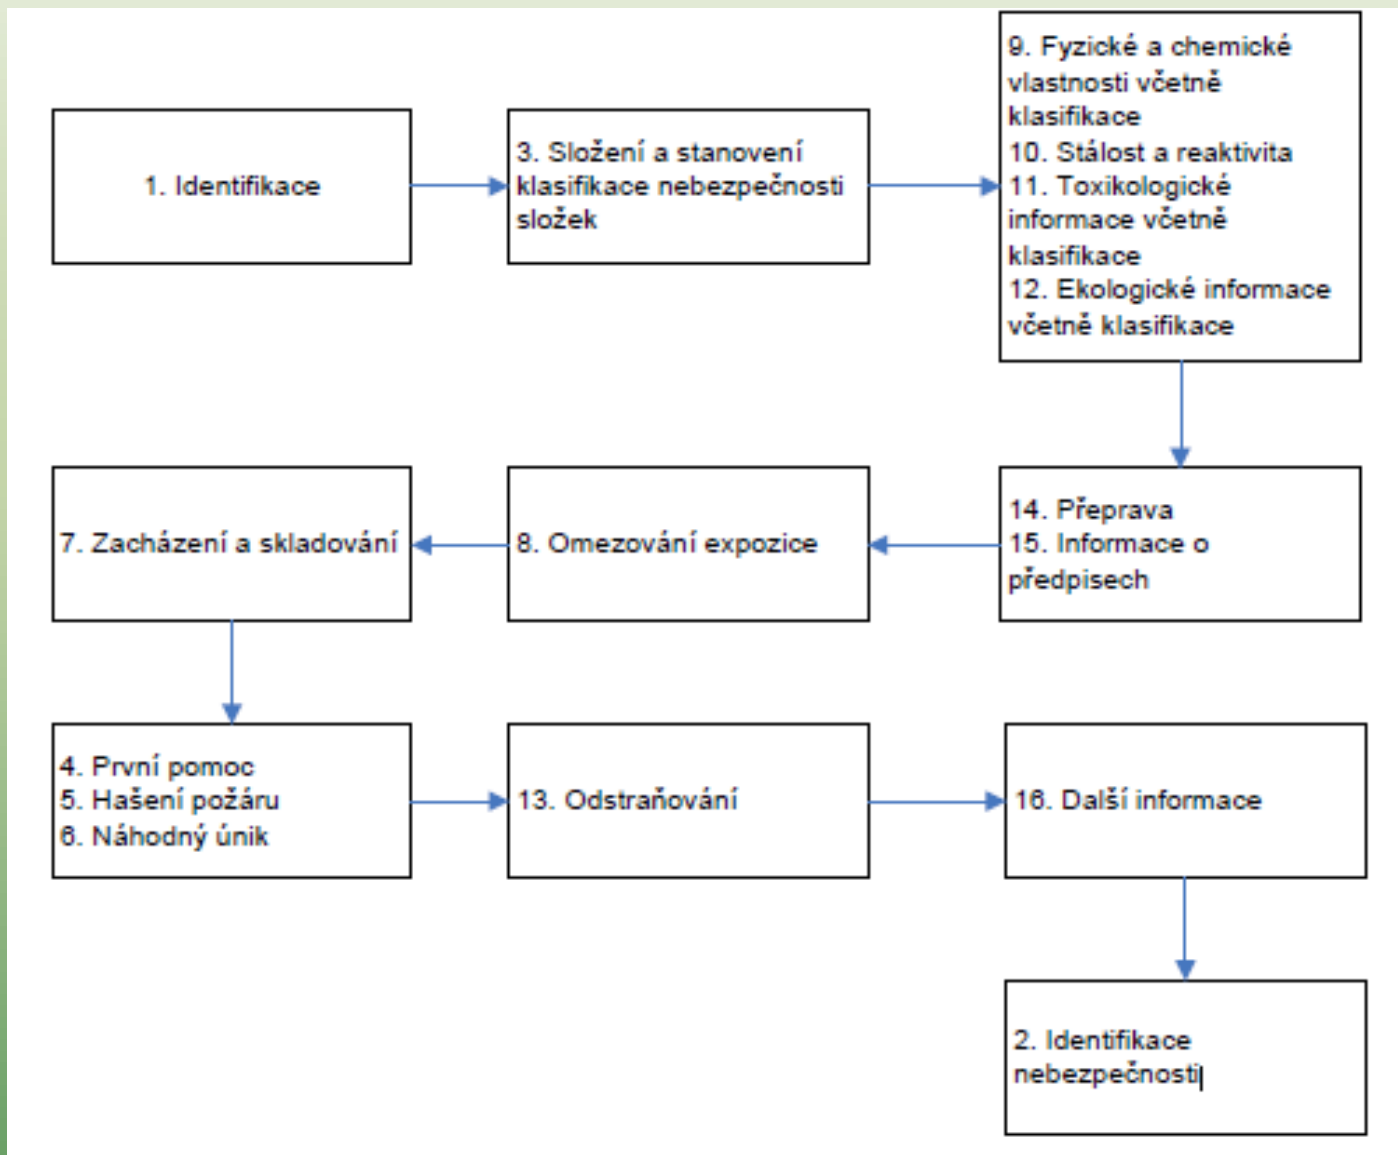 1. Identifikace
3. Složení a stanovení
klasifikace nebezpečnosti
složek
9. Fyzické a chemické
vlastnosti včetně
klasifikace
10. Stálost a reaktivita
11. Toxikologické
informace včetně
klasifikace
12. Ekologické informace
včetně klasifikace
14. Přeprava
15. Informace o
předpisech
8. Omezování expozice
7. Zacházení a skladování
4. První pomoc
5. Hašení požáru
6. Náhodný únik
13. Odstraňování
16. Další informace
2. Identifikace
nebezpečnosti